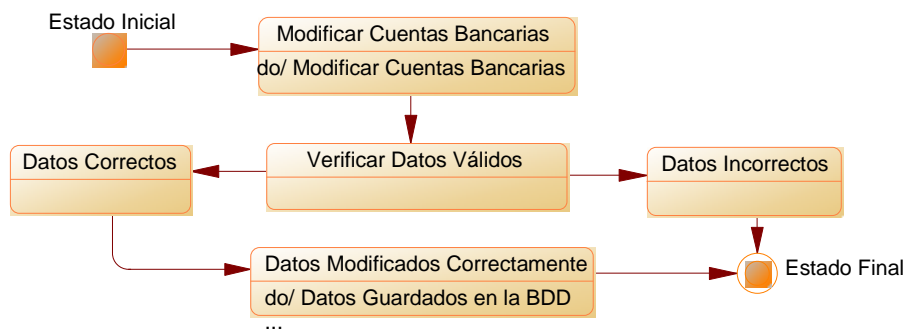 Estado Inicial
Modificar Cuentas Bancarias
do/ Modificar Cuentas Bancarias
Datos Correctos
Verificar Datos Válidos
Datos Incorrectos
Datos Modificados Correctamente
do/ Datos Guardados en la BDD
...
Estado Final